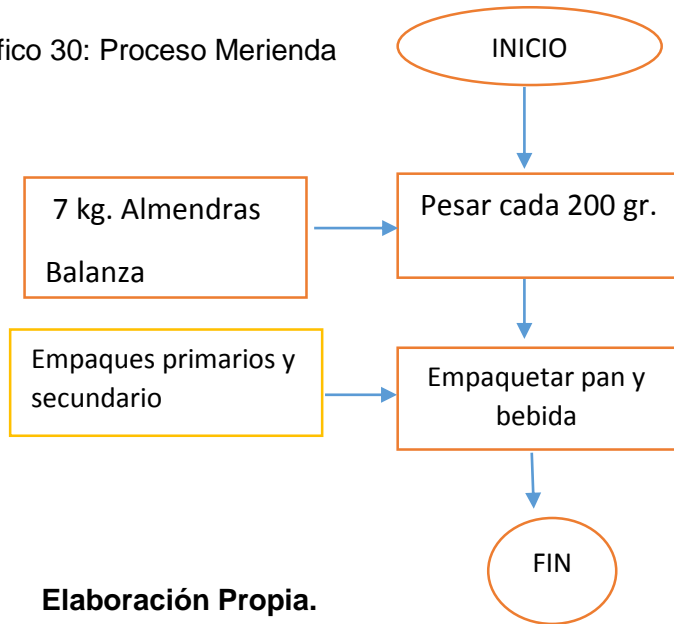 fico 30: Proceso Merienda
INICIO
7 kg. Almendras
Balanza
Pesar cada 200 gr.
Empaques primarios y
secundario
Empaquetar pan y
bebida
FIN
Elaboración Propia.